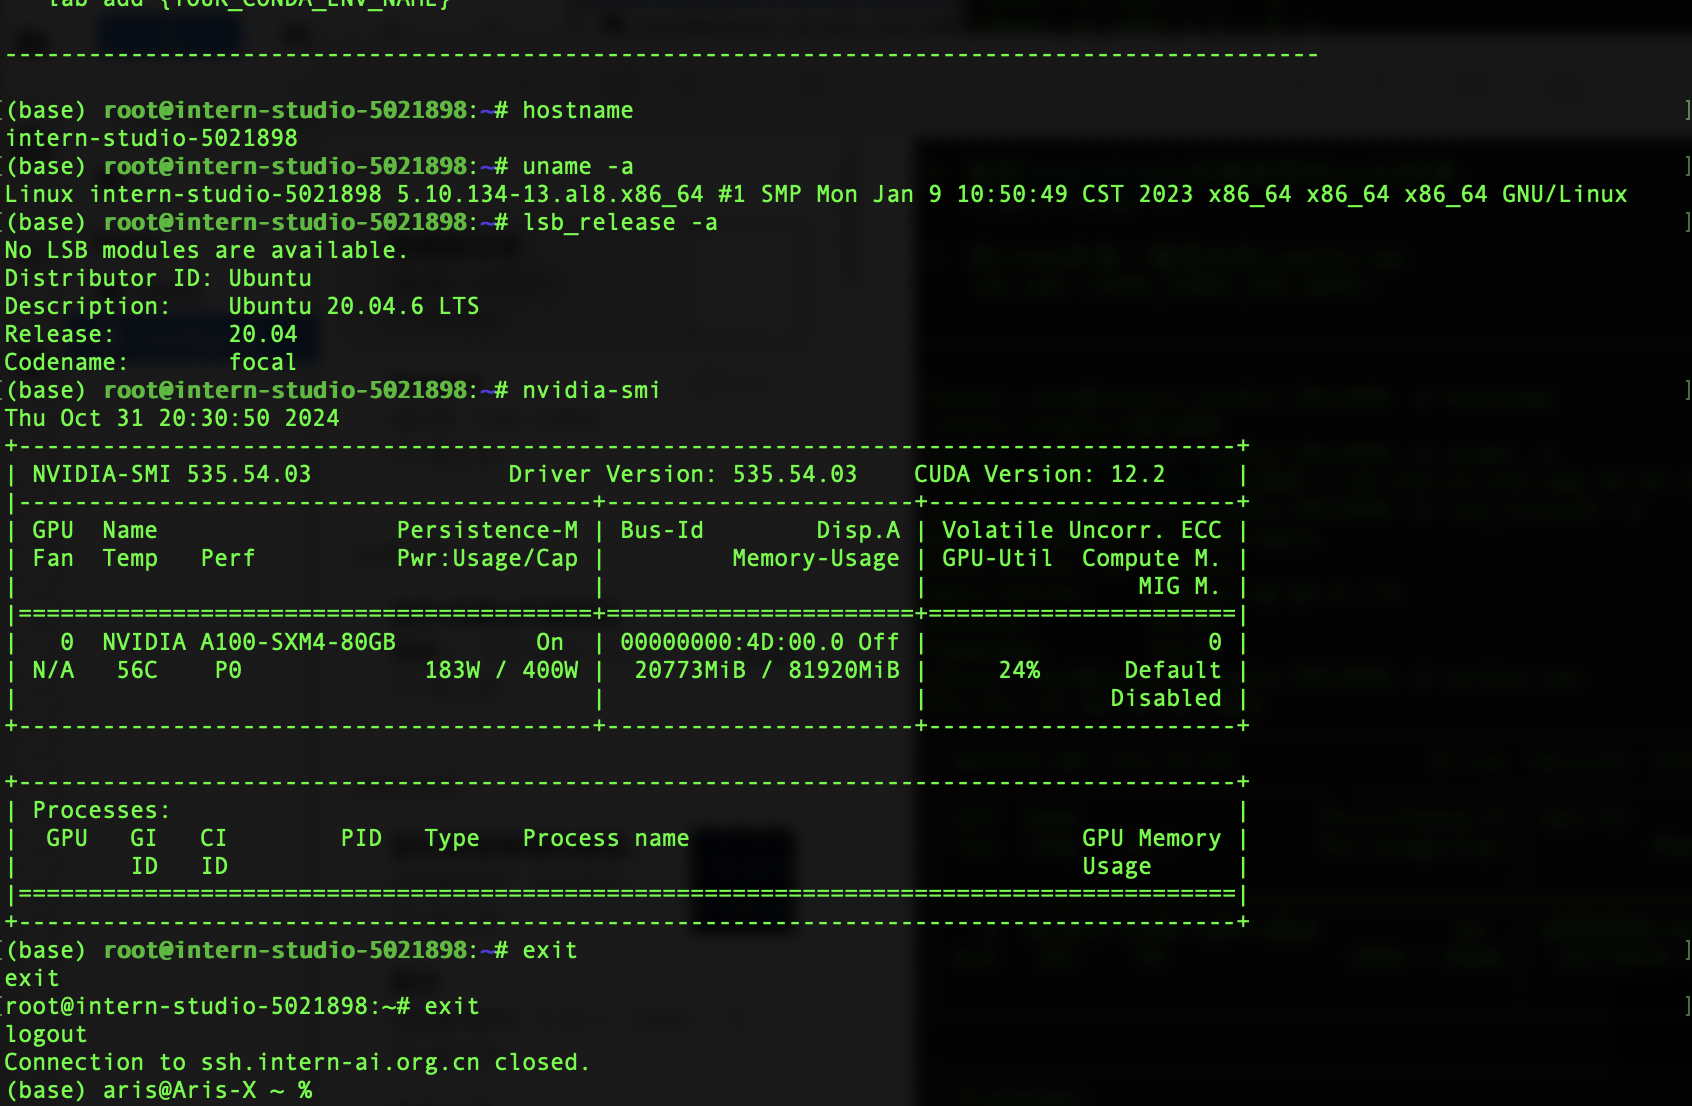 lab add {YOUR_CONDA_ENV_NAME}
----------------------------------------------------------------------------------------------
(base) root@intern-studio-5021898:~# hostname
intern-studio-5021898
(base) root@intern-studio-5021898:~# uname -a
Linux intern-studio-5021898 5.10.134-13.al8.x86_64 #1 SMP Mon Jan 9 10:50:49 CST 2023 x86_64 x86_64 x86_64 GNU/Linux
(base) root@intern-studio-5021898:~# lsb_release -a
No LSB modules are available.
Distributor ID: Ubuntu
Description:    Ubuntu 20.04.6 LTS
Release:        20.04
Codename:       focal
(base) root@intern-studio-5021898:~# nvidia-smi
Thu Oct 31 20:30:50 2024
+---------------------------------------------------------------------------------------+
| NVIDIA-SMI 535.54.03              Driver Version: 535.54.03    CUDA Version: 12.2     |
|-----------------------------------------+----------------------+----------------------+
| GPU  Name                 Persistence-M | Bus-Id        Disp.A | Volatile Uncorr. ECC |
| Fan  Temp   Perf          Pwr:Usage/Cap |         Memory-Usage | GPU-Util  Compute M. |
|                                         |                      |               MIG M. |
|=========================================+======================+======================|
|   0  NVIDIA A100-SXM4-80GB          On  | 00000000:4D:00.0 Off |                    0 |
| N/A   56C    P0             183W / 400W |  20773MiB / 81920MiB |     24%      Default |
|                                         |                      |             Disabled |
+-----------------------------------------+----------------------+----------------------+
+---------------------------------------------------------------------------------------+
| Processes:                                                                            |
|  GPU   GI   CI        PID   Type   Process name                            GPU Memory |
|        ID   ID                                                             Usage      |
|=======================================================================================|
+---------------------------------------------------------------------------------------+
(base) root@intern-studio-5021898:~# exit
exit
root@intern-studio-5021898:~# exit
logout
Connection to ssh.intern-ai.org.cn closed.
(base) aris@Aris-X ~ %